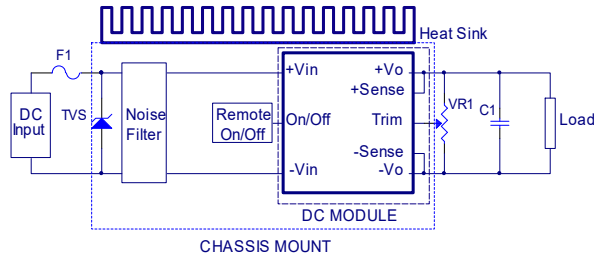 Heat Sink
F1
+Vin
+Vo
+Sense
VR1
DC
Input
TVS
Noise
Filter
Remote
On/Off
On/Off
Trim
C1
Load
-Sense
-Vin
-Vo
DC MODULE
CHASSIS MOUNT